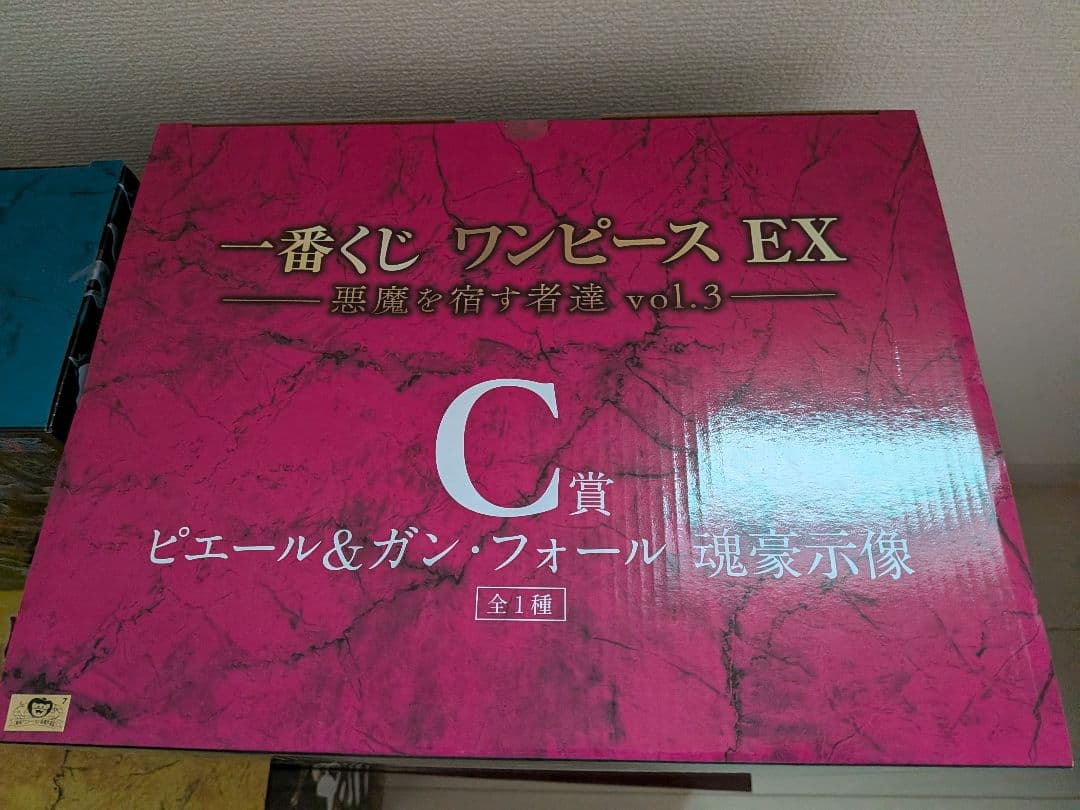 一番くじ ワンピース EX
悪魔を宿す者達 vol.3
C賞
ピエール&ガン・フォール 魂豪示像
全1種
7